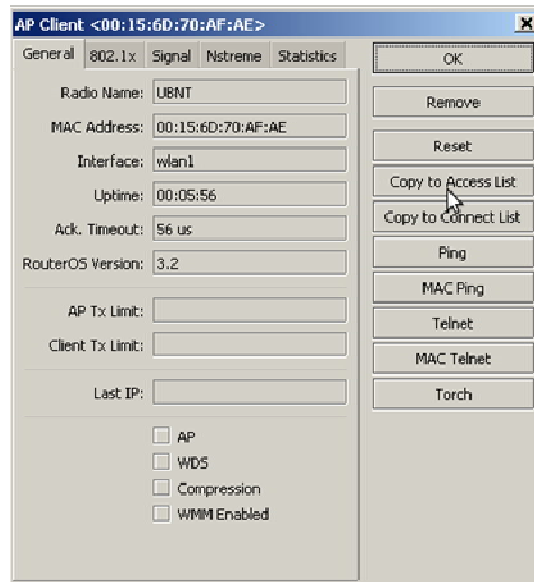 AP Client <00:15:6D:70:AF:AE>
General 802.1x Signal Nstreme Statistics
Radio Name: UBNT
MAC Address: 00:15:6D:70:AF:AE
Interface: wlan1
Uptime: 00:05:56
Ack. Timeout: 56 us
RouterOS Version: 3.2
AP Tx Limit:
Client Tx Limit:
Last IP:
AP
WDS
Compression
WMM Enabled
OK
Remove
Reset
Copy to Access List
Copy to Connect List
Ping
MAC Ping
Telnet
MAC Telnet
Torch